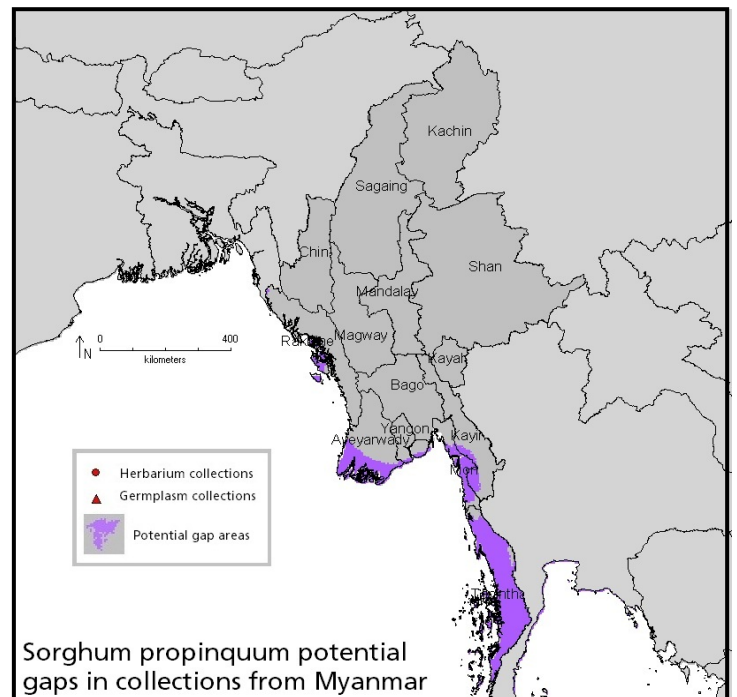 Kachin
Sagaing
Chin
Shan
Mandalay
N
0 400
kilometers
Magway
Kayah
Bago
Yangon
Ayeyarwady
Kayin
Mon
Herbarium collections
Germplasm collections
Potential gap areas
Sorghum propinquum potential
gaps in collections from Myanmar